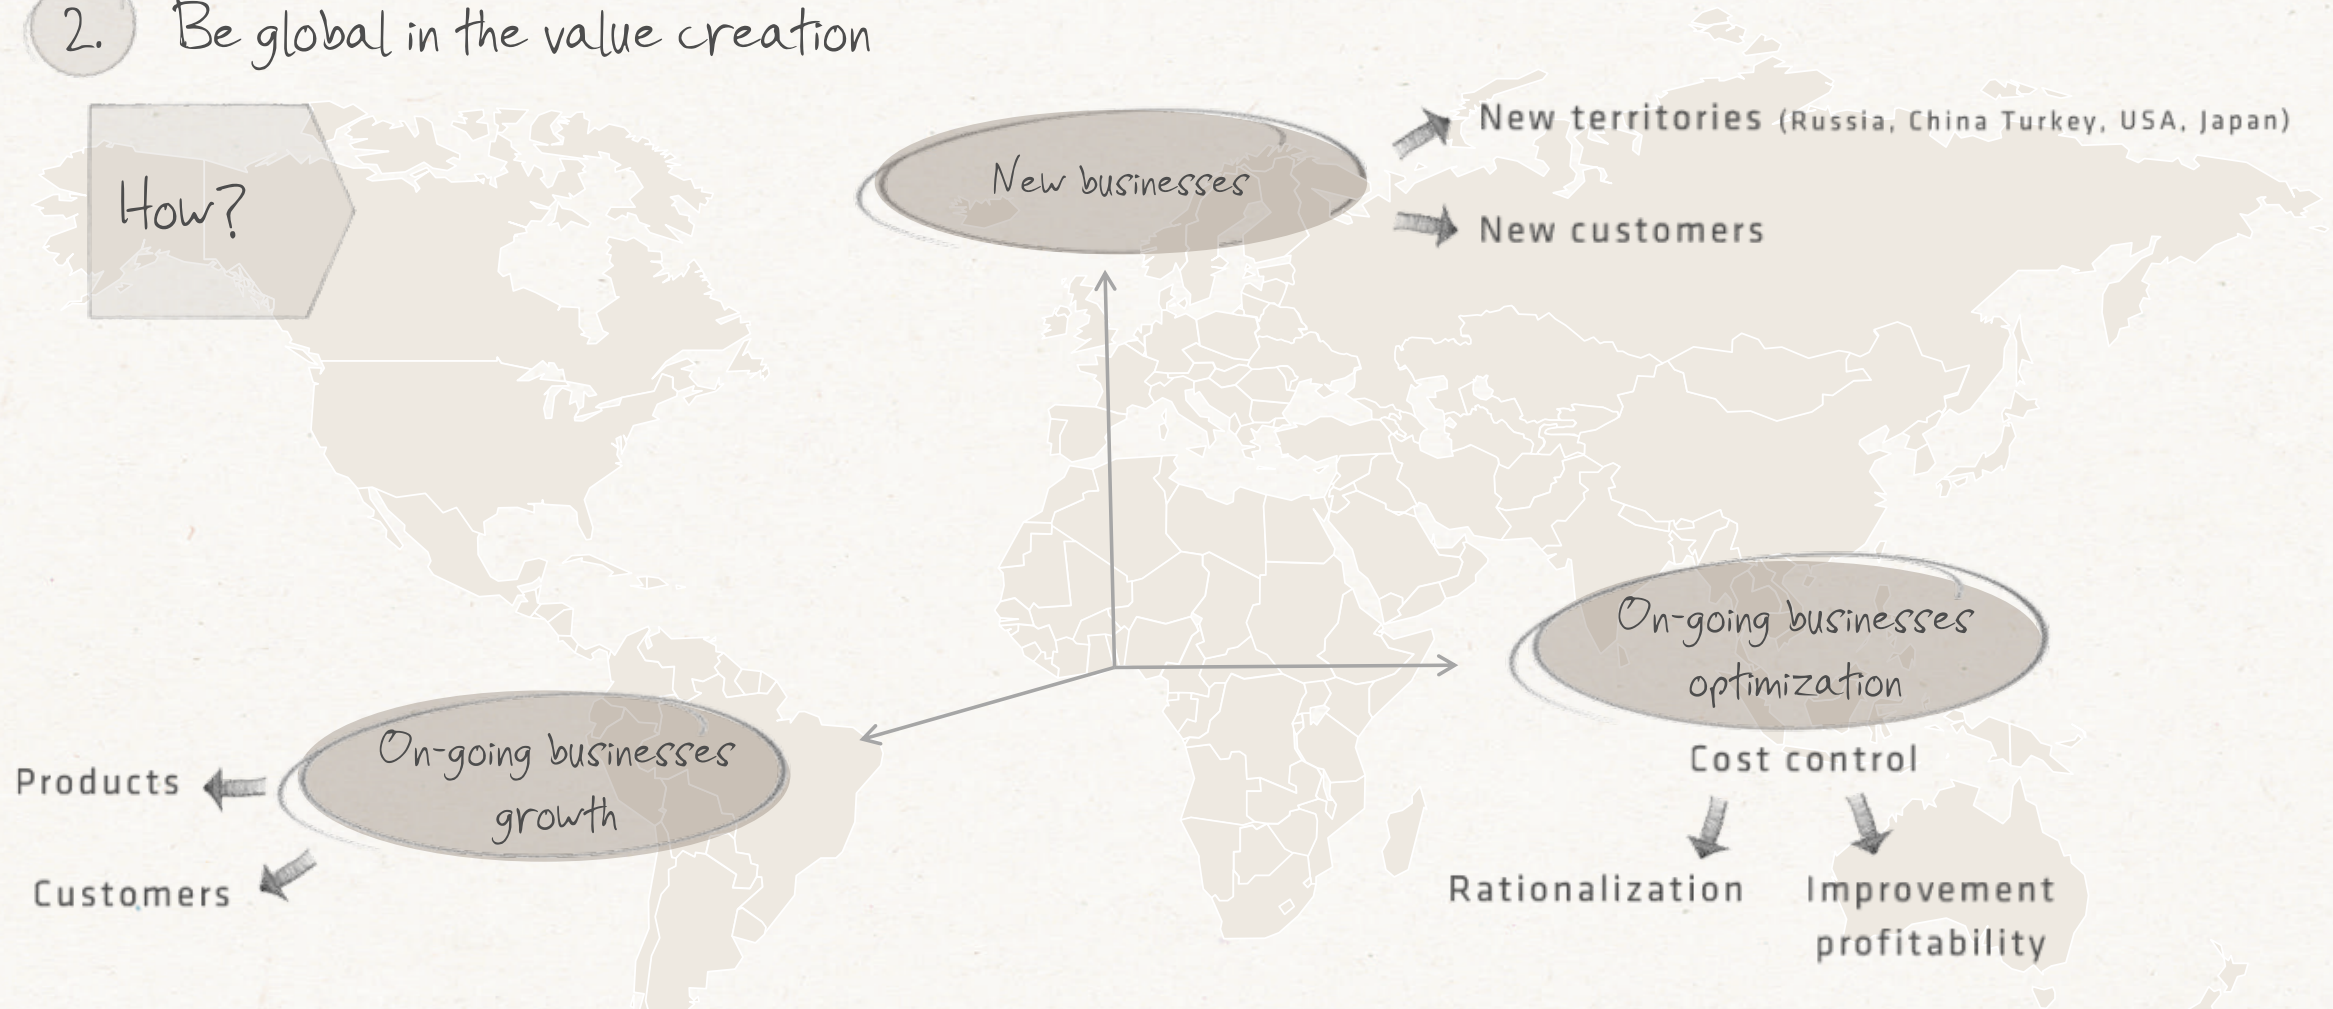 2. Be global in the value creation
How?
New businesses
New territories (Russia, China Turkey, USA, Japan)
New customers
On-going businesses
optimization
Cost control
Rationalization
Improvement
profitability
On-going businesses
growth
Products
Customers